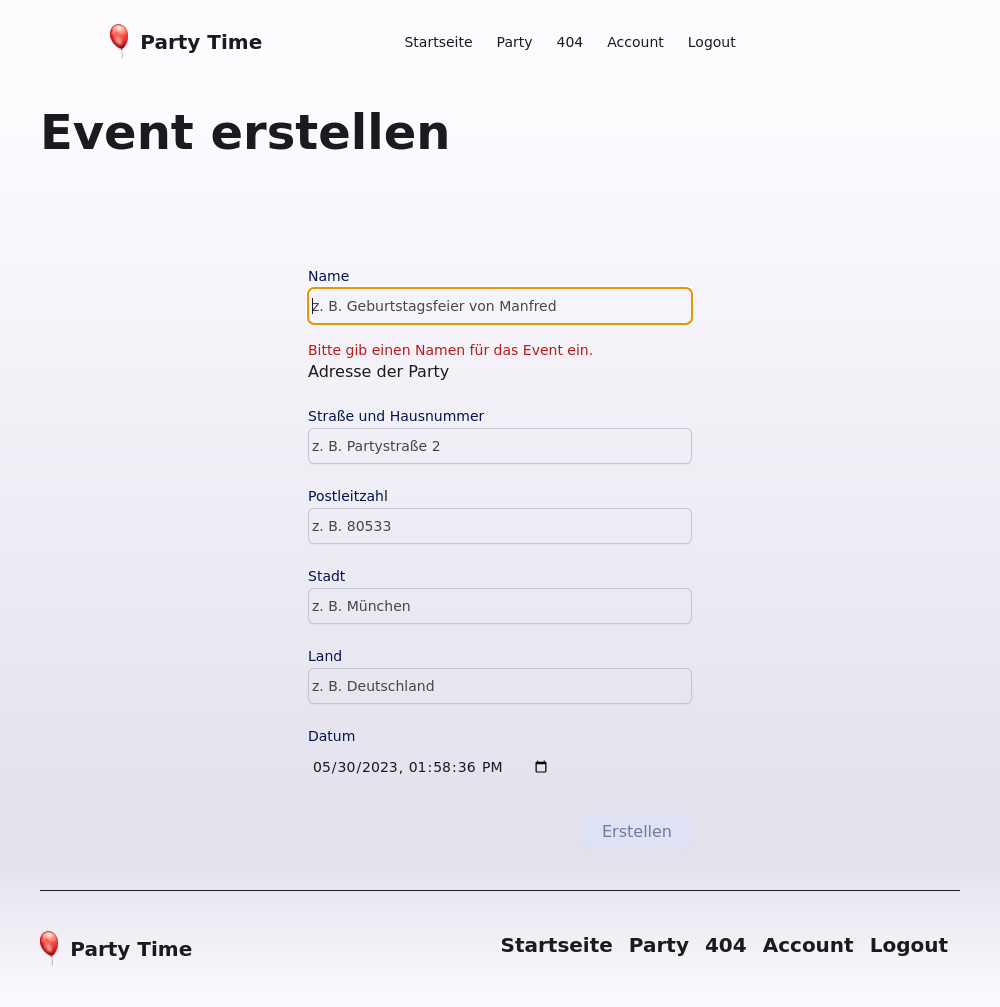 Party Time
Startseite Party 404 Account Logout
Event erstellen
Name
z. B. Geburtstagsfeier von Manfred
Bitte gib einen Namen für das Event ein.
Adresse der Party
Straße und Hausnummer
z. B. Partystraße 2
Postleitzahl
z. B. 80533
Stadt
z. B. München
Land
z. B. Deutschland
Datum
05/30/2023, 01:58:36 PM
Erstellen
Party Time
Startseite Party 404 Account Logout